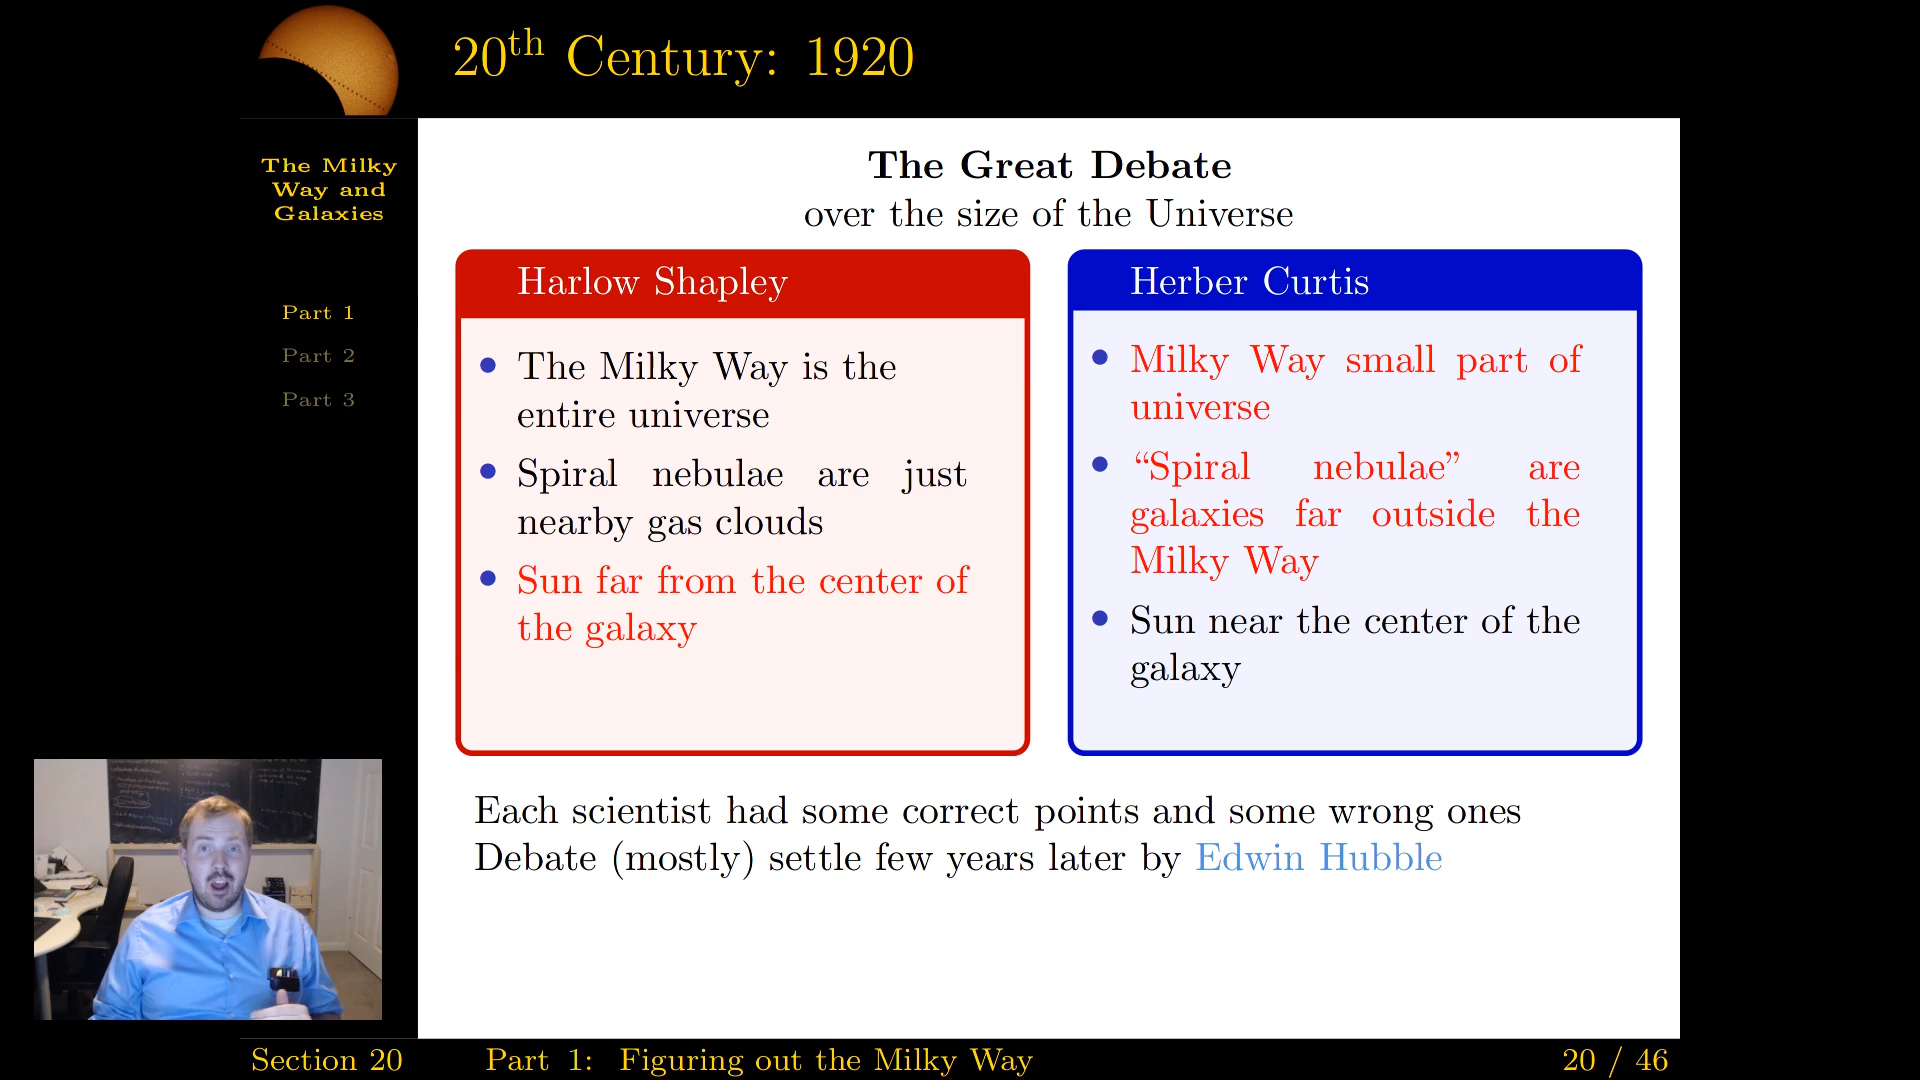 20th Century: 1920
The Milky
Way and
Galaxies
Part 1
Part 2
Part 3
The Great Debate
over the size of the Universe
Harlow Shapley
The Milky Way is the
entire universe
Spiral nebulae are just
nearby gas clouds
Sun far from the center of
the galaxy
Herber Curtis
Milky Way small part of
universe
“Spiral nebulae” are
galaxies far outside the
Milky Way
Sun near the center of the
galaxy
Each scientist had some correct points and some wrong ones
Debate (mostly) settle few years later by Edwin Hubble
Section 20
Part 1: Figuring out the Milky Way
20 / 46